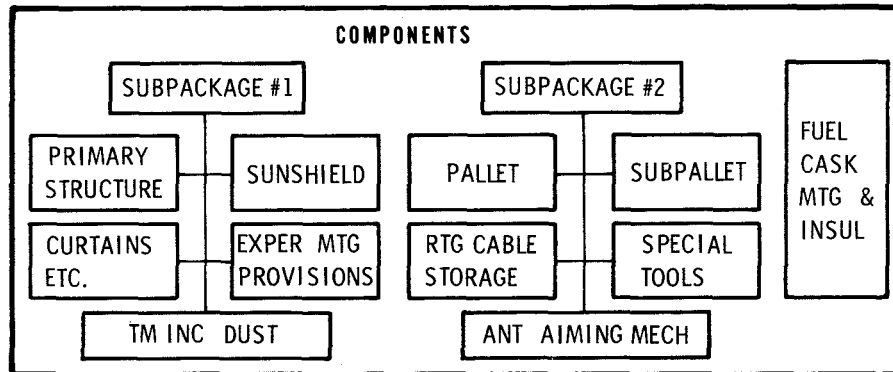 COMPONENTS
SUBPACKAGE #1
SUBPACKAGE #2
PRIMARY
STRUCTURE
SUNSHIELD
PALLET
SUBPALLET
FUEL
CASK
MTG &
INSUL
CURTAINS
ETC.
EXPER MTG
PROVISIONS
RTG CABLE
STORAGE
SPECIAL
TOOLS
TM INC DUST
ANT AIMING MECH